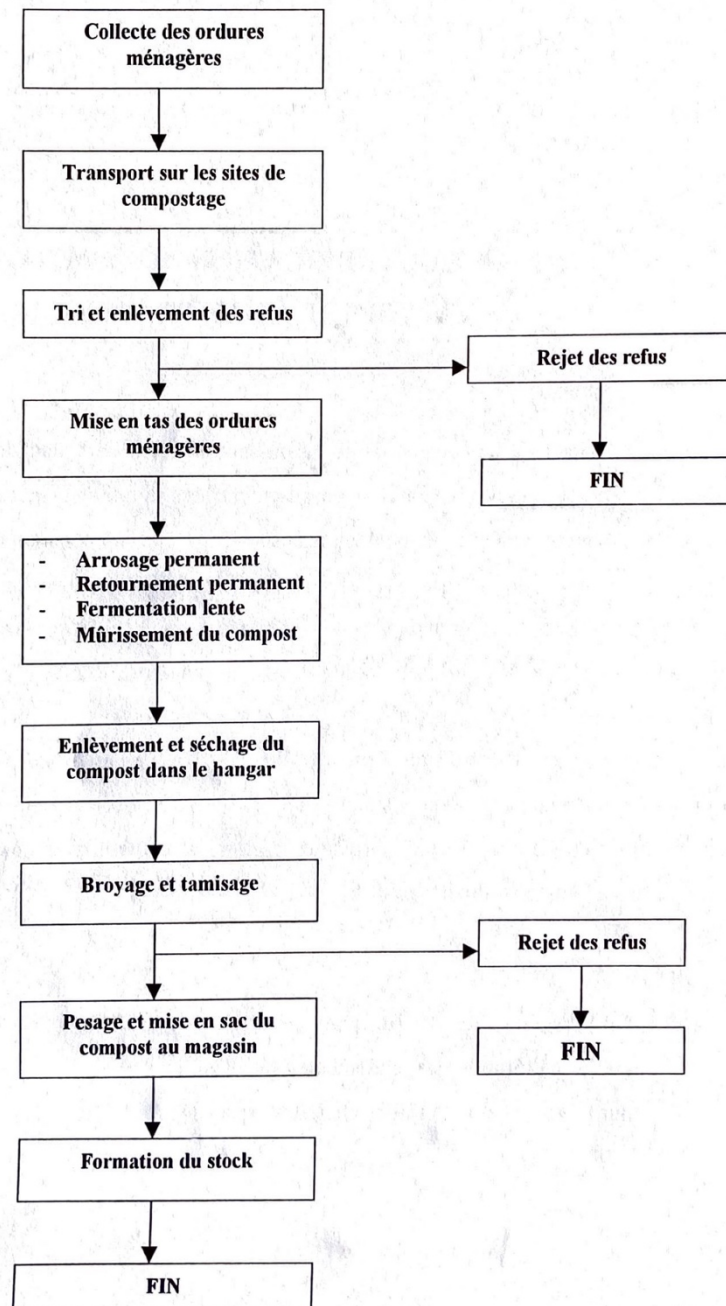 Collecte des ordures
ménagères
Transport sur les sites de
compostage
Tri et enlèvement des refus
Rejet des refus
Mise en tas des ordures
ménagères
FIN
- Arrosage permanent
- Retournement permanent
- Fermentation lente
- Mûrissement du compost
Enlèvement et séchage du
compost dans le hangar
Broyage et tamisage
Rejet des refus
Pesage et mise en sac du
compost au magasin
FIN
Formation du stock
FIN